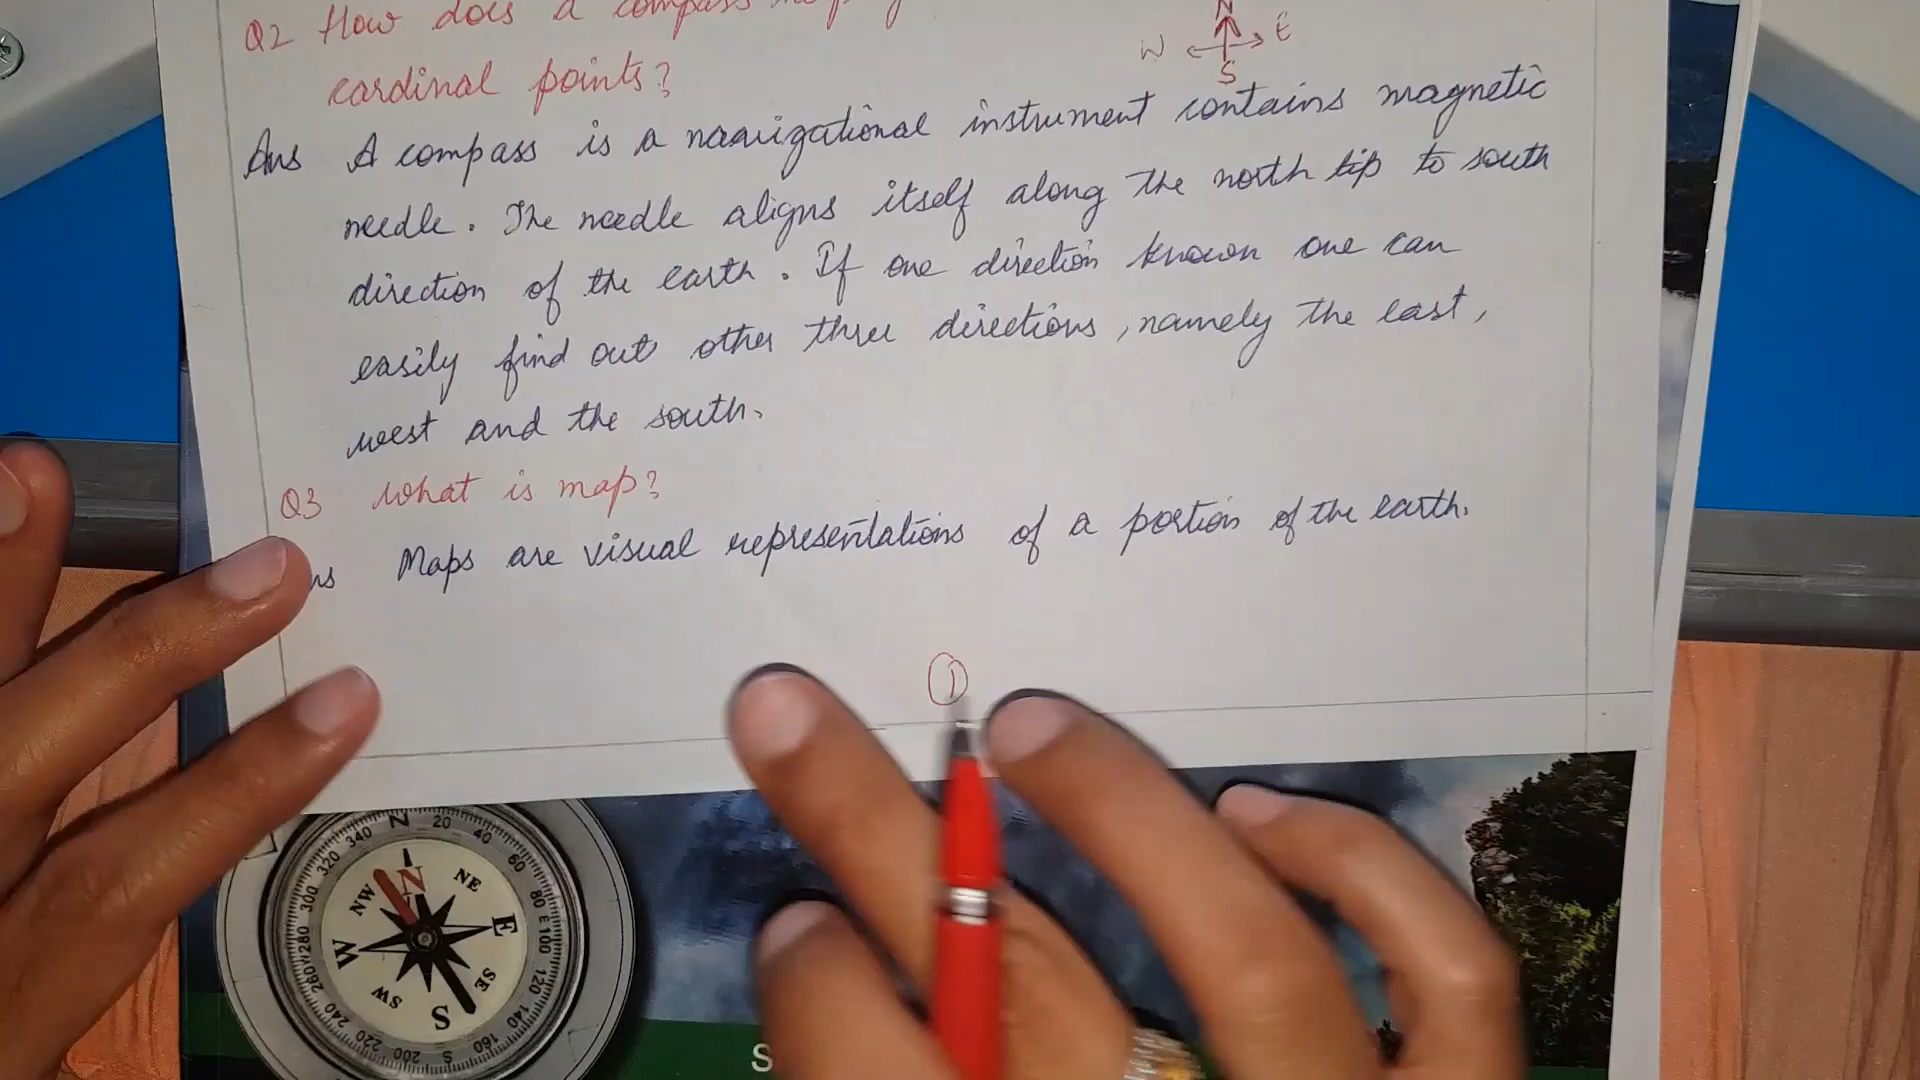 Q2 How does a compass
N
W E
S
cardinal points?
Ans A compass is a navigational instrument contains magnetic
needle. The needle aligns itself along the north tip to south
direction of the earth. If one direction known one can
easily find out other three directions, namely the east,
west and the south.
Q3 What is map?
ns Maps are visual representations of a portion of the earth.
1
N 20 40 60 80 E 100 120 140 160 S 200 220 240 260 280 300 320 340
N NE E SE S SW W NW
S